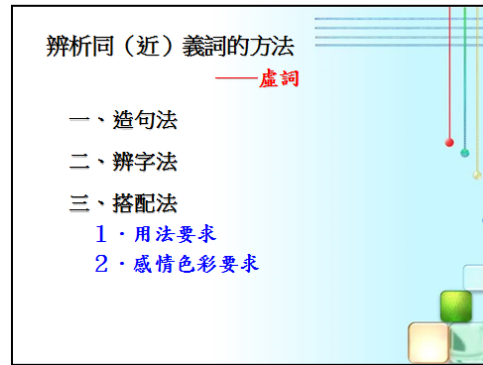 辨析同（近）義詞的方法
——虛詞
一、造句法
二、辨字法
三、搭配法
１．用法要求
２．感情色彩要求